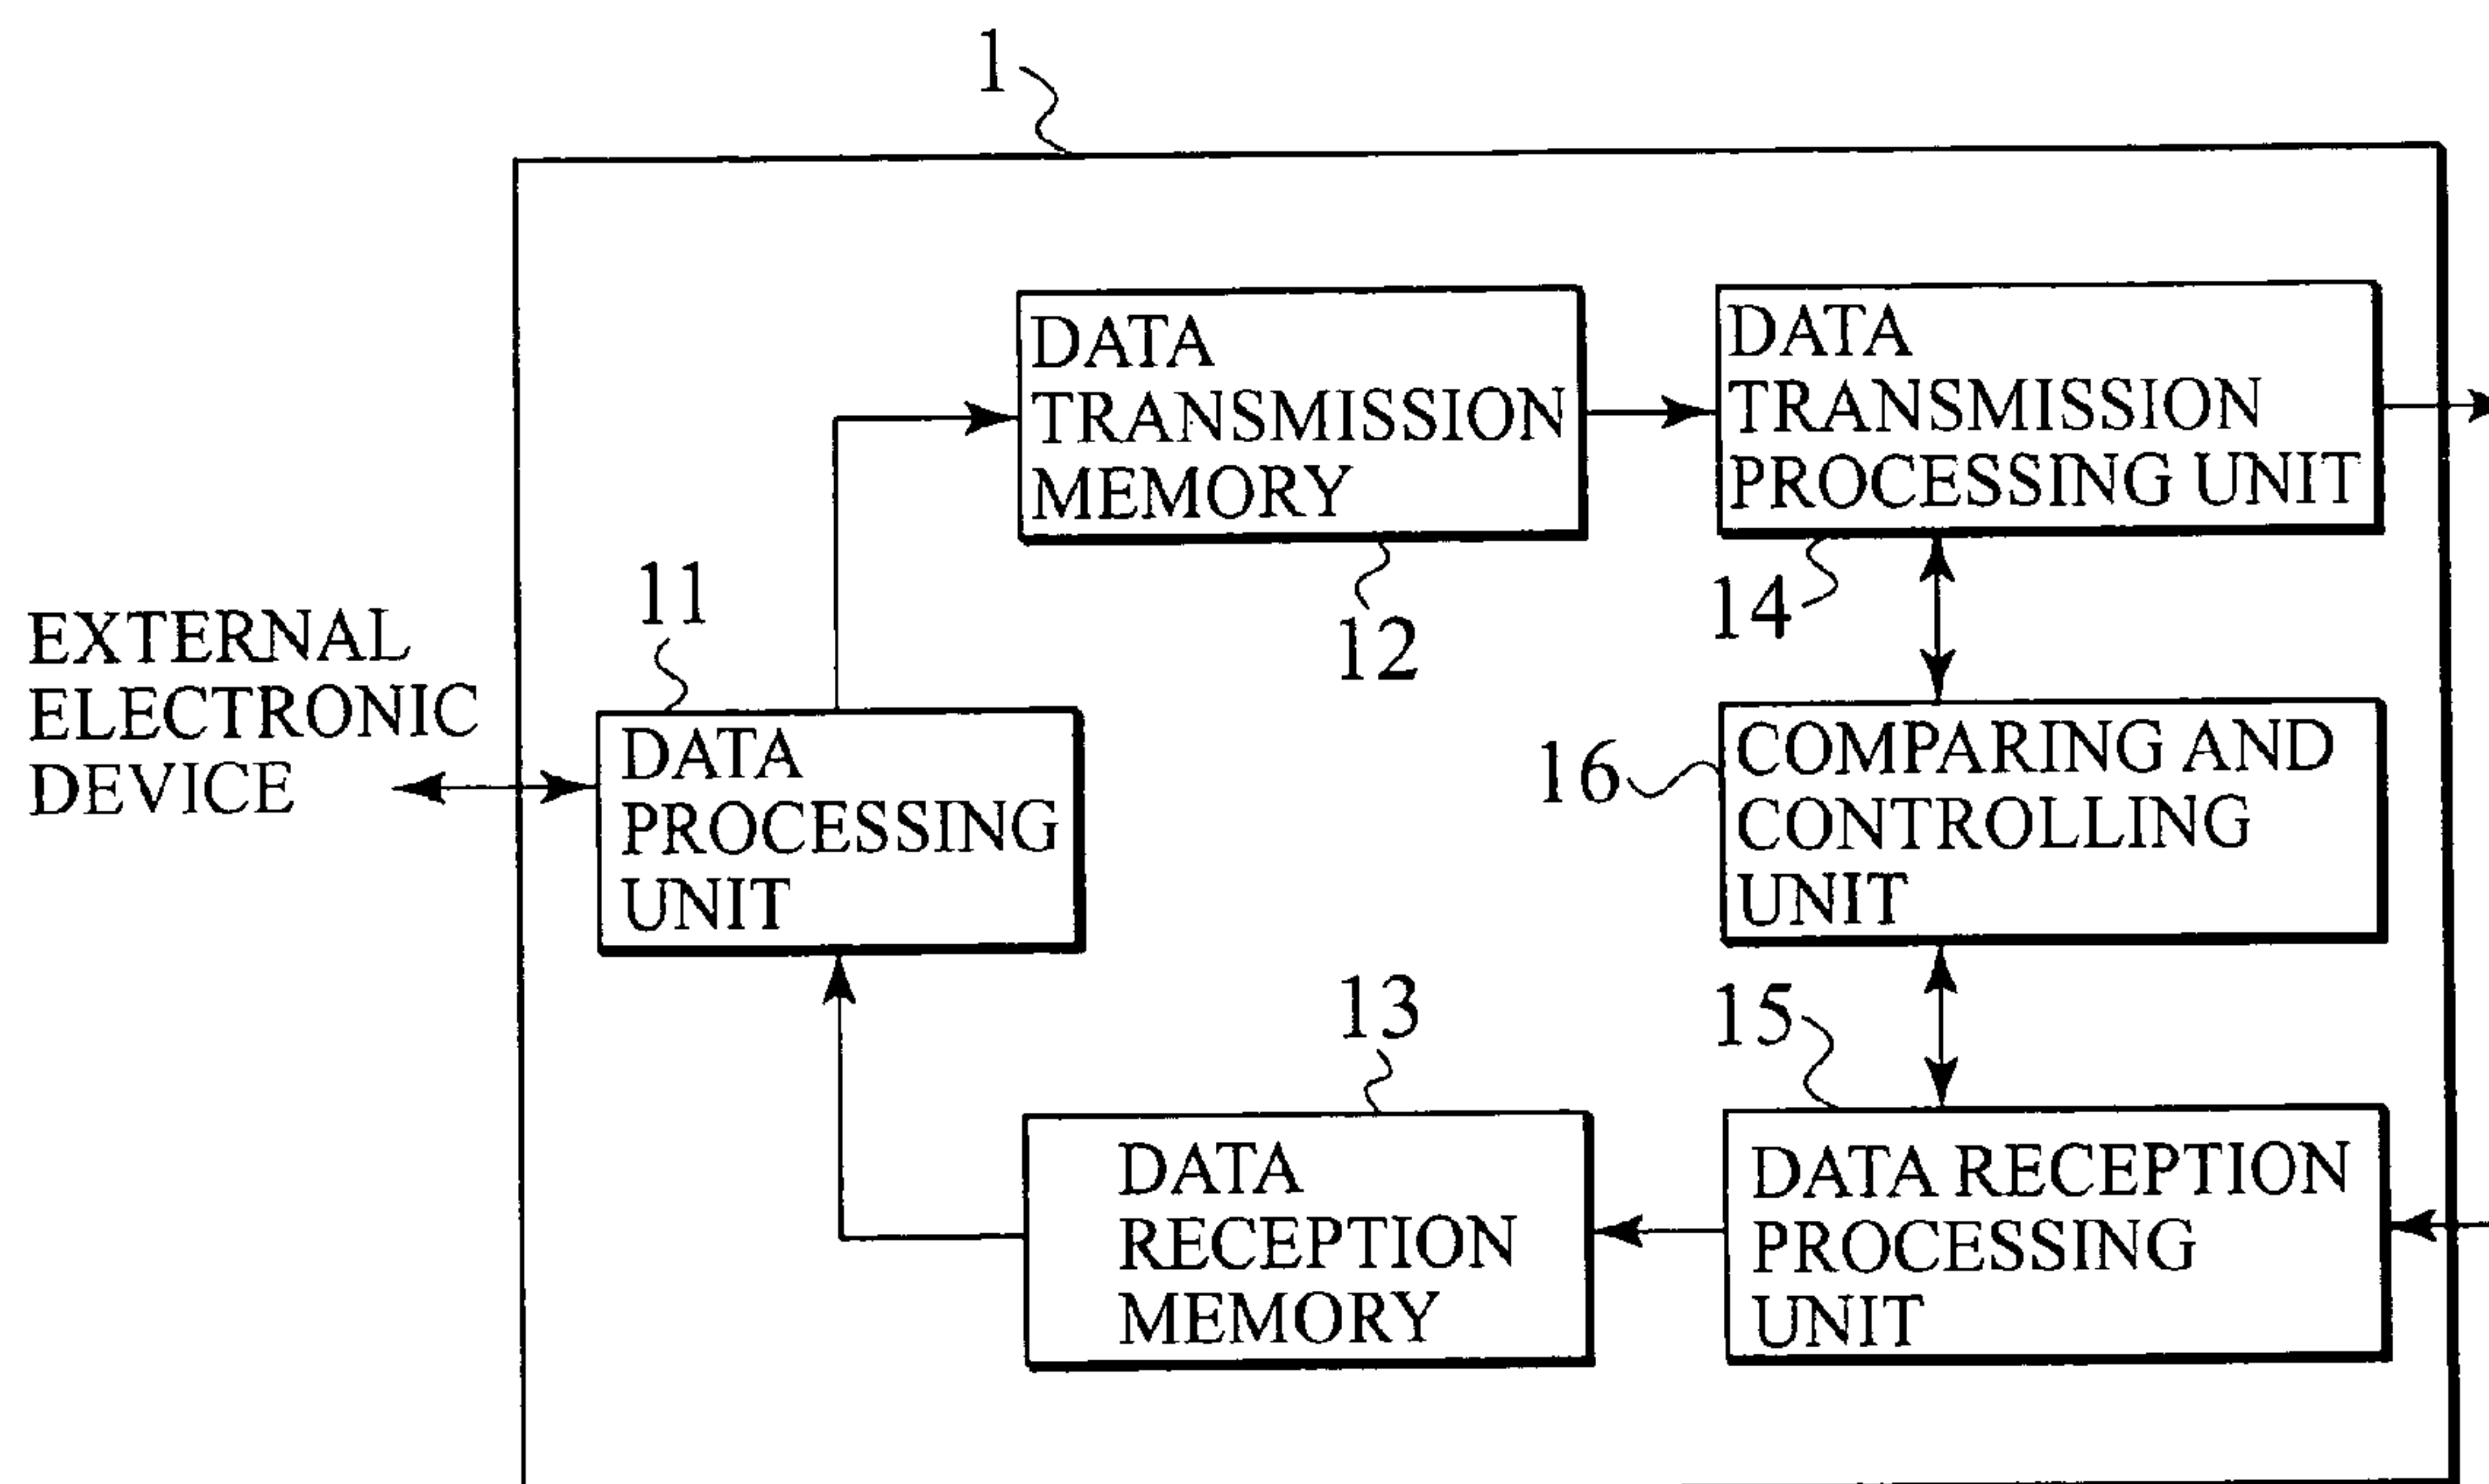 1
DATA
TRANSMISSION
MEMORY
DATA
TRANSMISSION
PROCESSING UNIT
11
12
14
EXTERNAL
ELECTRONIC
DEVICE
DATA
PROCESSING
UNIT
16
COMPARING AND
CONTROLLING
UNIT
13
15
DATA
RECEPTION
MEMORY
DATA RECEPTION
PROCESSING
UNIT